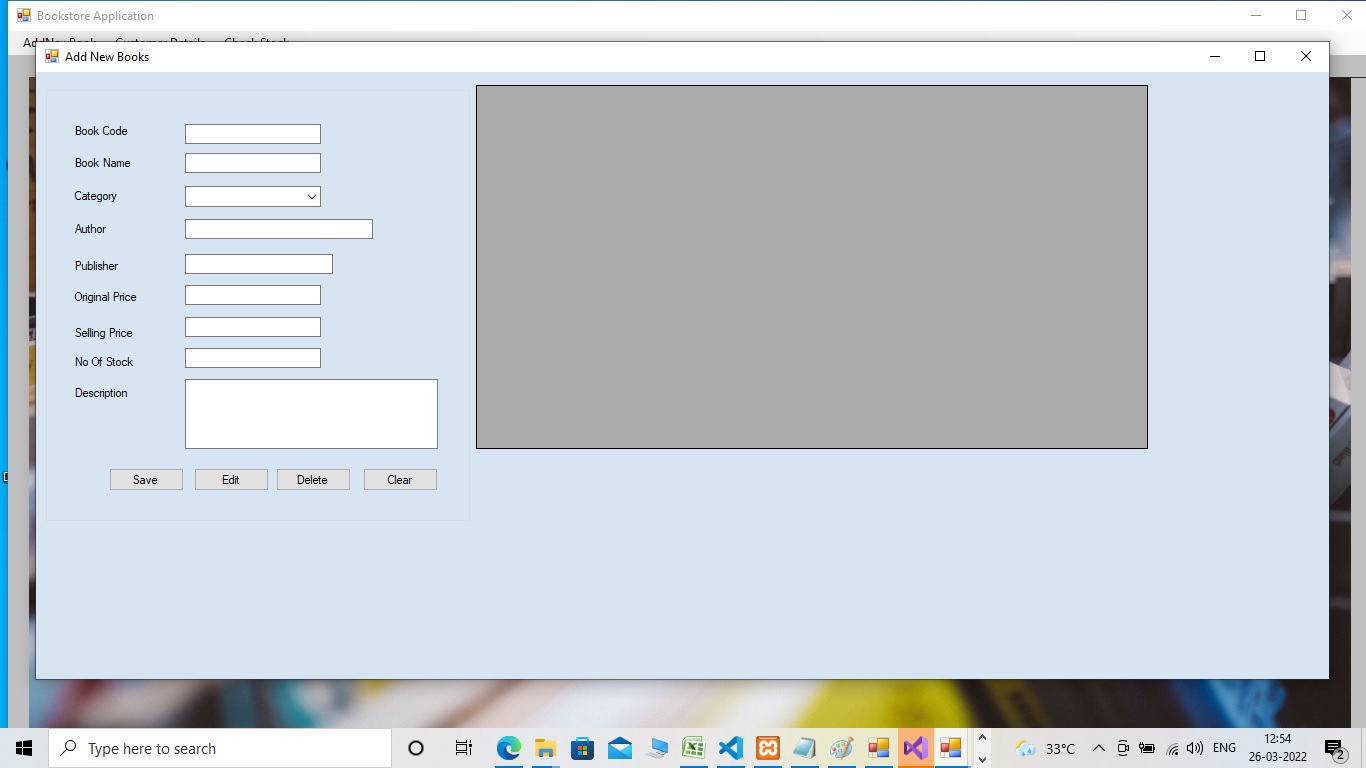 Bookstore Application
Add New Books
Book Code
Book Name
Category
Author
Publisher
Original Price
Selling Price
No Of Stock
Description
Save Edit Delete Clear
Type here to search
33°C
ENG
12:54
26-03-2022
2